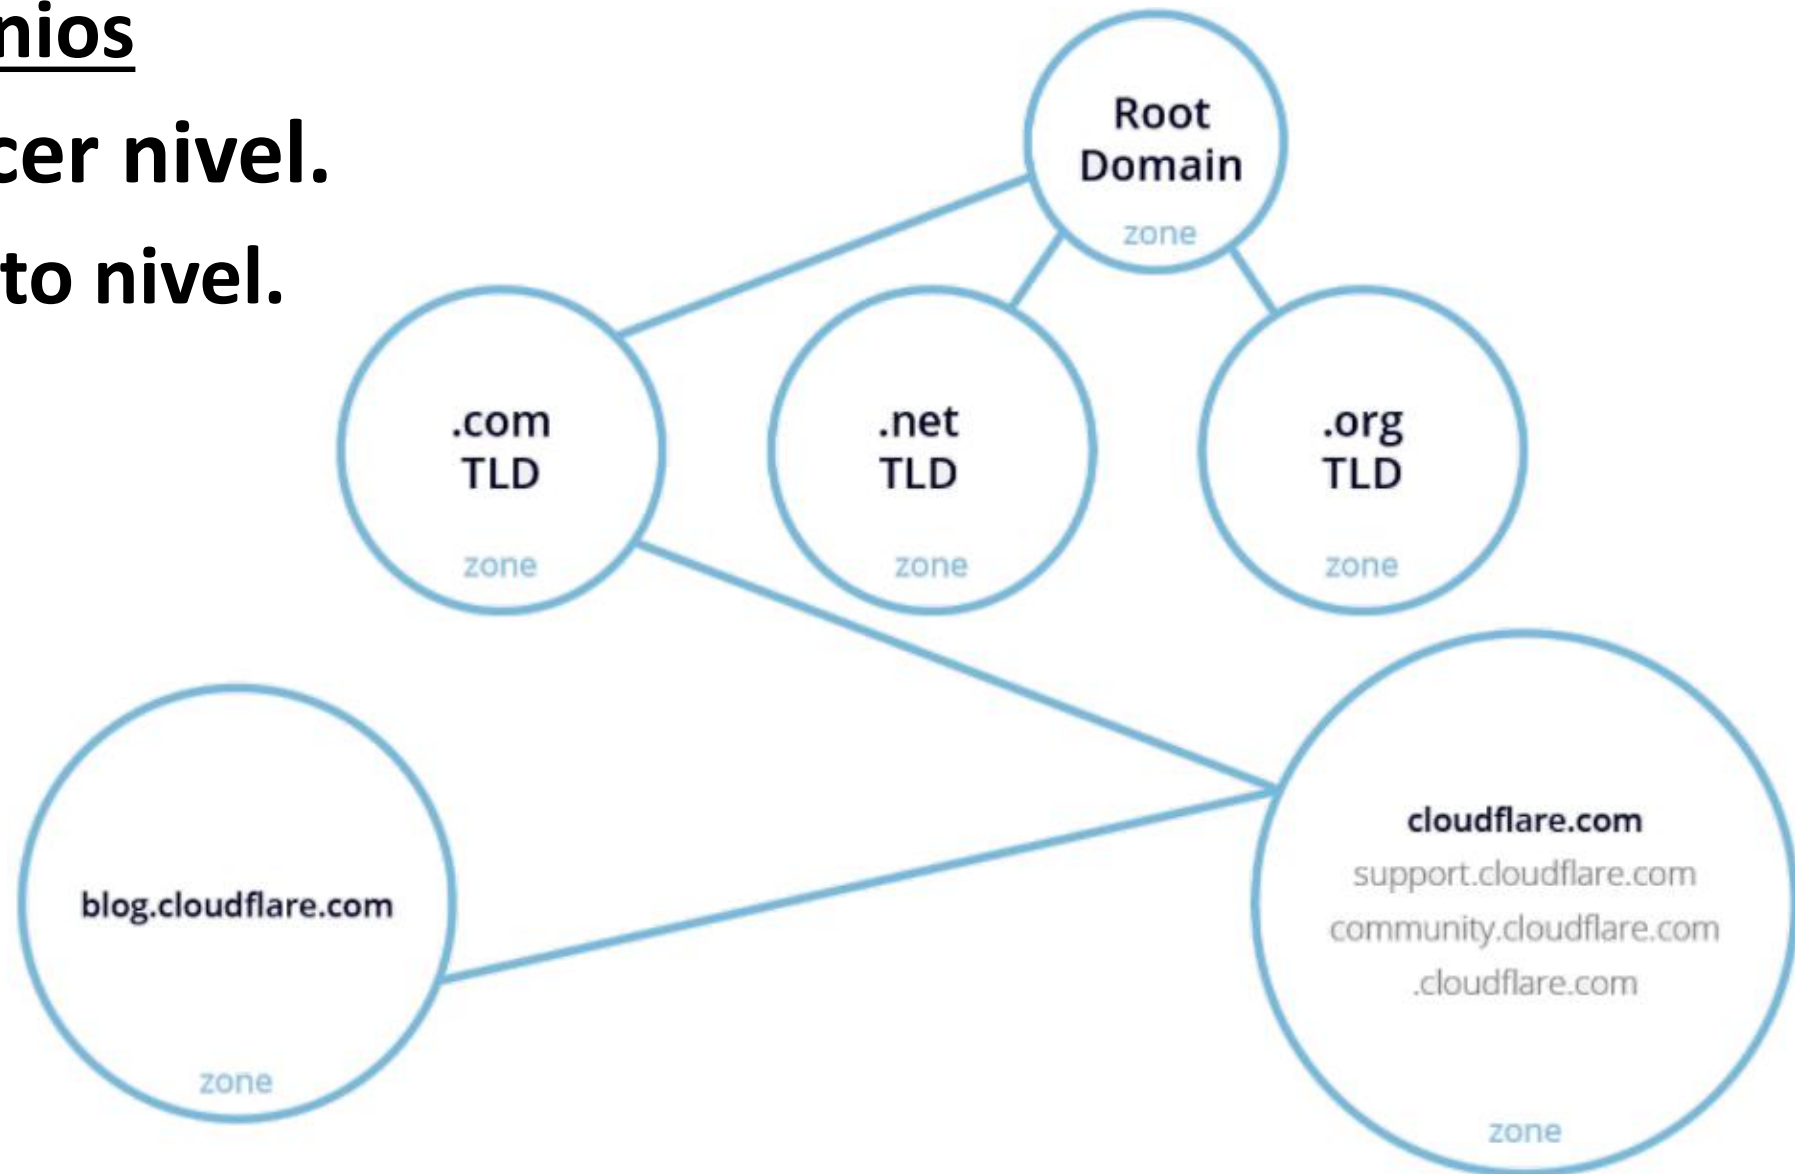 nios
cer nivel.
to nivel.
Root
Domain
zone
.com
TLD
zone
.net
TLD
zone
.org
TLD
zone
blog.cloudflare.com
zone
cloudflare.com
support.cloudflare.com
community.cloudflare.com
.cloudflare.com
zone